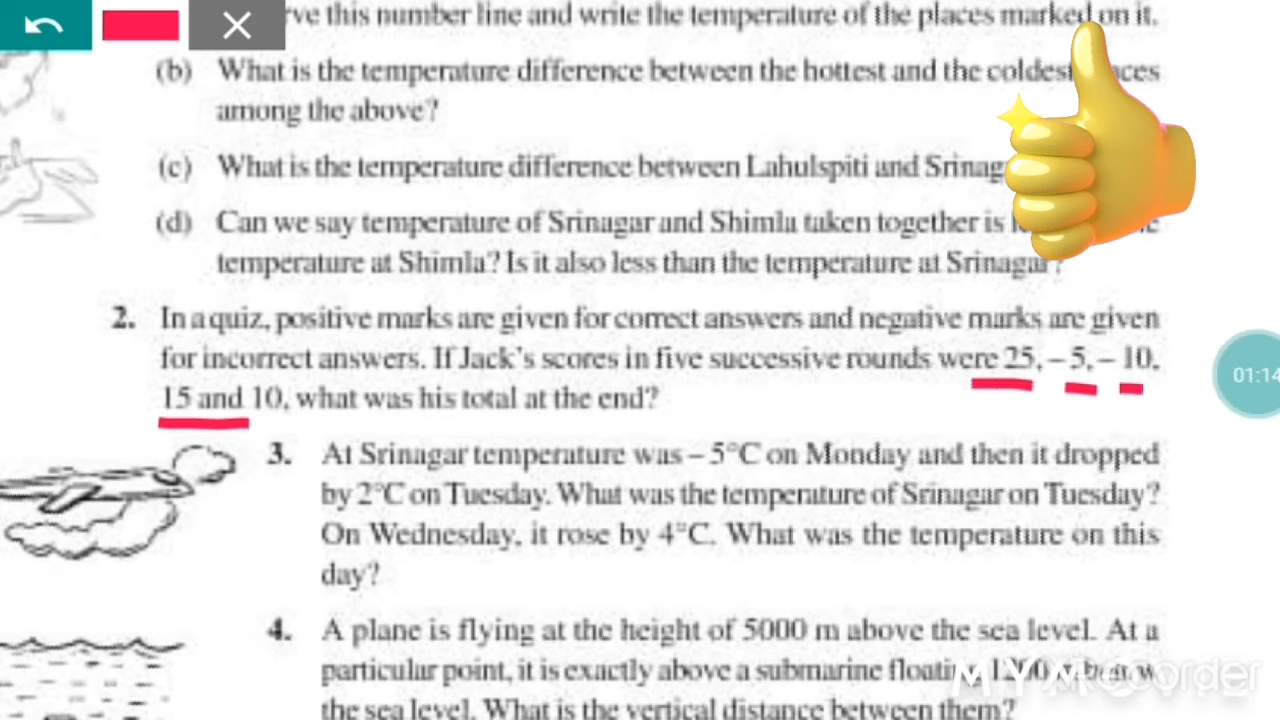 rve this number line and write the temperature of the places marked on it.
(b) What is the temperature difference between the hottest and the coldest
among the above?
(c) What is the temperature difference between Lahulspiti and
(d) Can we say temperature of Srinagar and Shimla taken together is
temperature at Shimla? Is it also less than the temperature at Srinagar?
2. In a quiz, positive marks are given for correct answers and negative marks are given
for incorrect answers. If Jack's scores in five successive rounds were 25, – 5, – 10,
15 and 10, what was his total at the end?
01:14
3. At Srinagar temperature was – 5°C on Monday and then it dropped
by 2°C on Tuesday. What was the temperature of Srinagar on Tuesday?
On Wednesday, it rose by 4°C. What was the temperature on this
day?
4. A plane is flying at the height of 5000 m above the sea level. At a
particular point, it is exactly above a submarine floating
the sea level. What is the vertical distance between them?